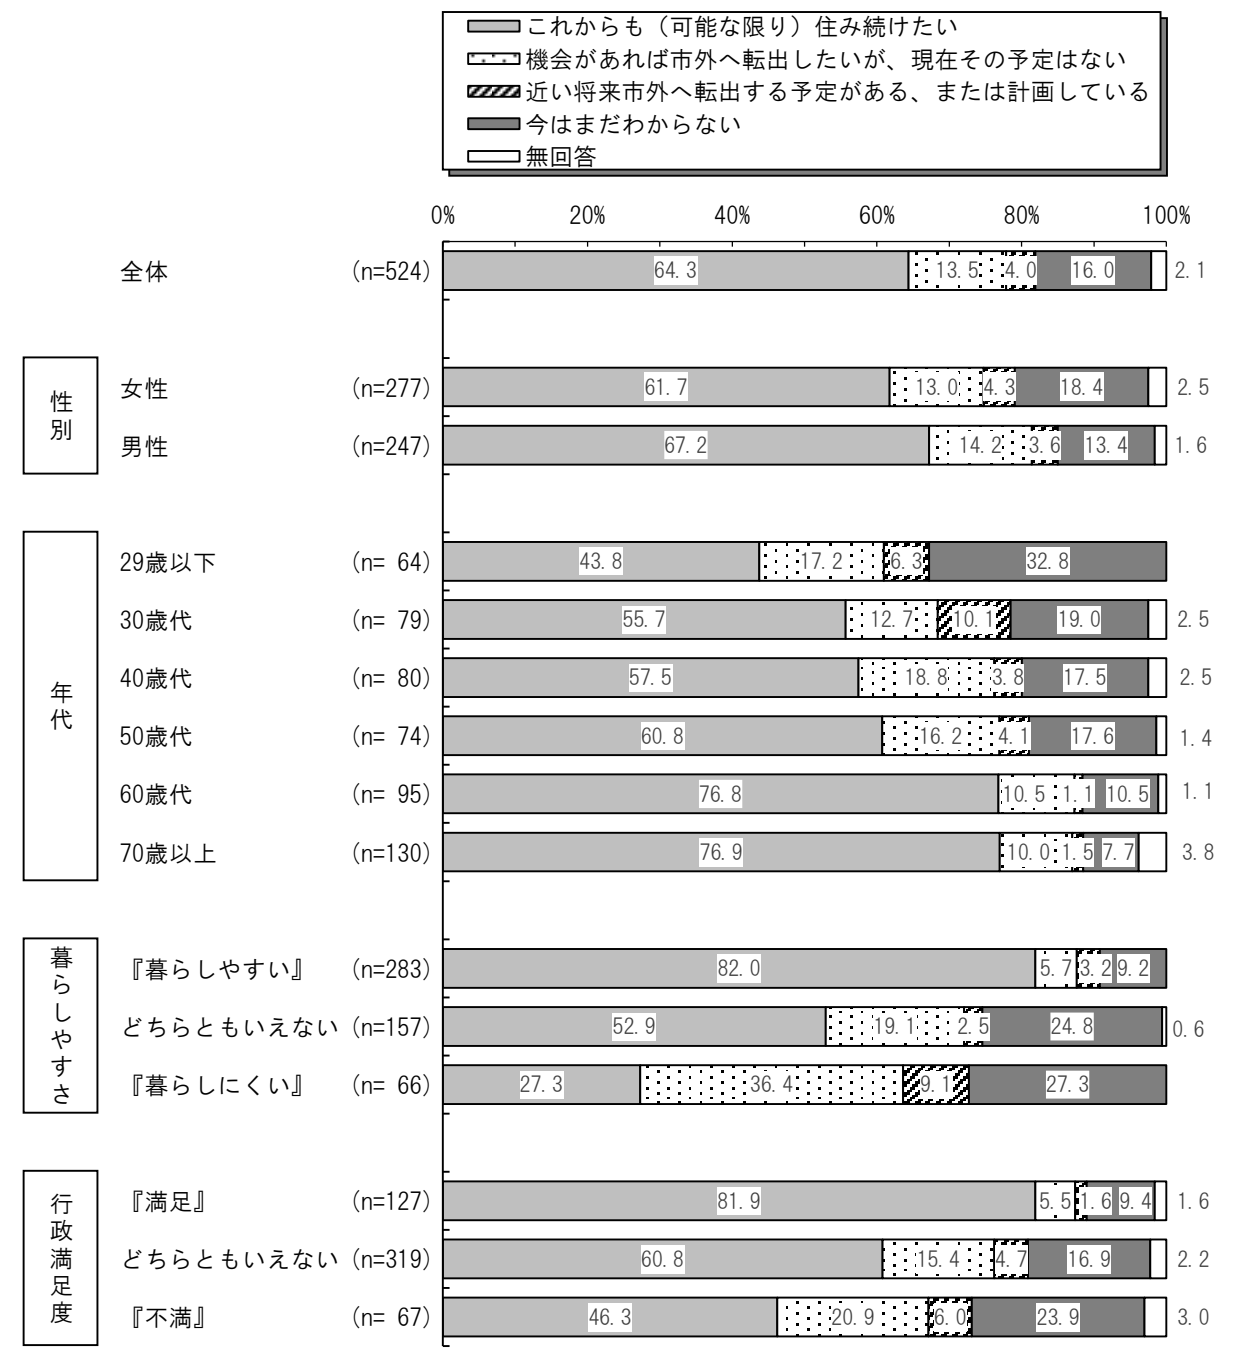 これからも（可能な限り）住み続けたい
機会があれば市外へ転出したいが、現在その予定はない
近い将来市外へ転出する予定がある、または計画している
今はまだわからない
無回答
0% 20% 40% 60% 80% 100%
全体 (n=524) 64.3 13.5 4.0 16.0 2.1
性別
女性 (n=277) 61.7 13.0 4.3 18.4 2.5
男性 (n=247) 67.2 14.2 3.6 13.4 1.6
年代
29歳以下 (n= 64) 43.8 17.2 6.3 32.8
30歳代 (n= 79) 55.7 12.7 10.1 19.0 2.5
40歳代 (n= 80) 57.5 18.8 3.8 17.5 2.5
50歳代 (n= 74) 60.8 16.2 4.1 17.6 1.4
60歳代 (n= 95) 76.8 10.5 1.1 10.5 1.1
70歳以上 (n=130) 76.9 10.0 1.5 7.7 3.8
暮らしやすさ
『暮らしやすい』 (n=283) 82.0 5.7 3.2 9.2
どちらともいえない (n=157) 52.9 19.1 2.5 24.8 0.6
『暮らしにくい』 (n= 66) 27.3 36.4 9.1 27.3
行政満足度
『満足』 (n=127) 81.9 5.5 1.6 9.4 1.6
どちらともいえない (n=319) 60.8 15.4 4.7 16.9 2.2
『不満』 (n= 67) 46.3 20.9 6.0 23.9 3.0